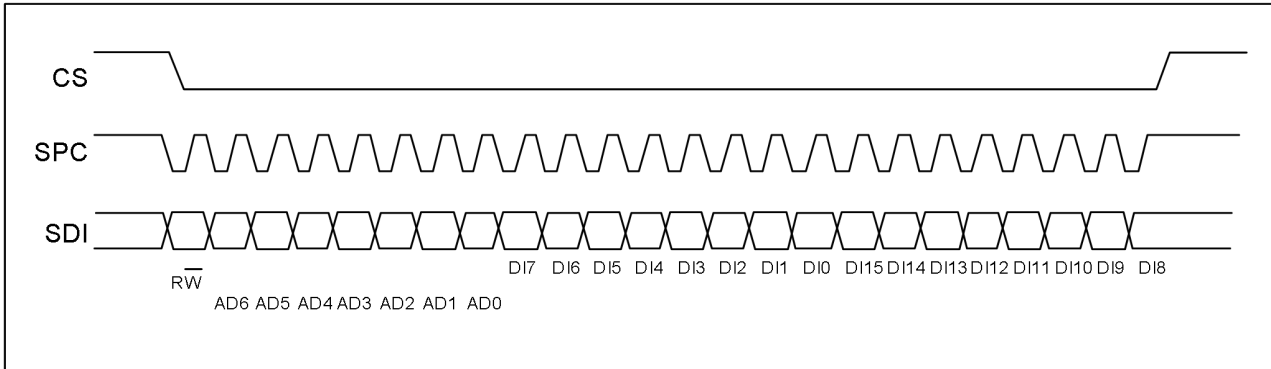 CS
SPC
SDI
RW
AD6 AD5 AD4 AD3 AD2 AD1 AD0
DI7 DI6 DI5 DI4 DI3 DI2 DI1 DI0 DI15 DI14 DI13 DI12 DI11 DI10 DI9 DI8